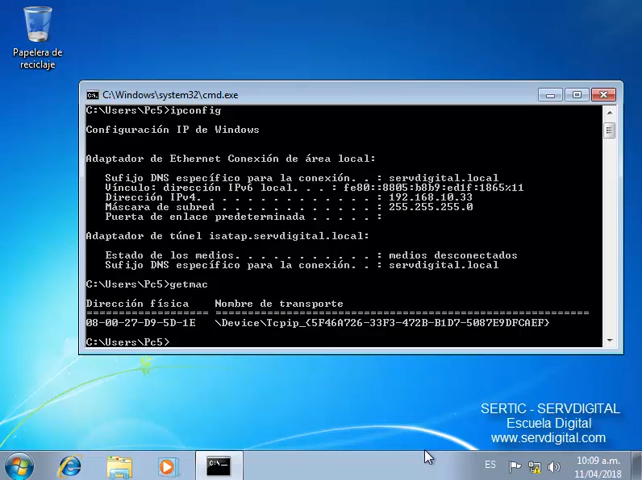 Papelera de
reciclaje
C:\Windows\system32\cmd.exe
C:\Users\Pc5>ipconfig
Configuración IP de Windows
Adaptador de Ethernet Conexión de área local:
Sufijo DNS específico para la conexión. . : servdigital.local
Vínculo: dirección IPv6 local. . . : fe80::8805:b8b9:ed1f:1865%11
Dirección IPv4. . . . . . . . . . . . . . : 192.168.10.33
Máscara de subred . . . . . . . . . . . . : 255.255.255.0
Puerta de enlace predeterminada . . . . . :
Adaptador de túnel isatap.servdigital.local:
Estado de los medios. . . . . . . . . . . : medios desconectados
Sufijo DNS específico para la conexión. . : servdigital.local
C:\Users\Pc5>getmac
Dirección física Nombre de transporte
=================== ==========================================================
08-00-27-D9-5D-1E \Device\Tcpip_{5F46A726-33F3-472B-B1D7-5087E9DFCAEF}
C:\Users\Pc5>
SERTIC - SERVDIGITAL
Escuela Digital
www.servdigital.com
ES
10:09 a.m.
11/04/2018